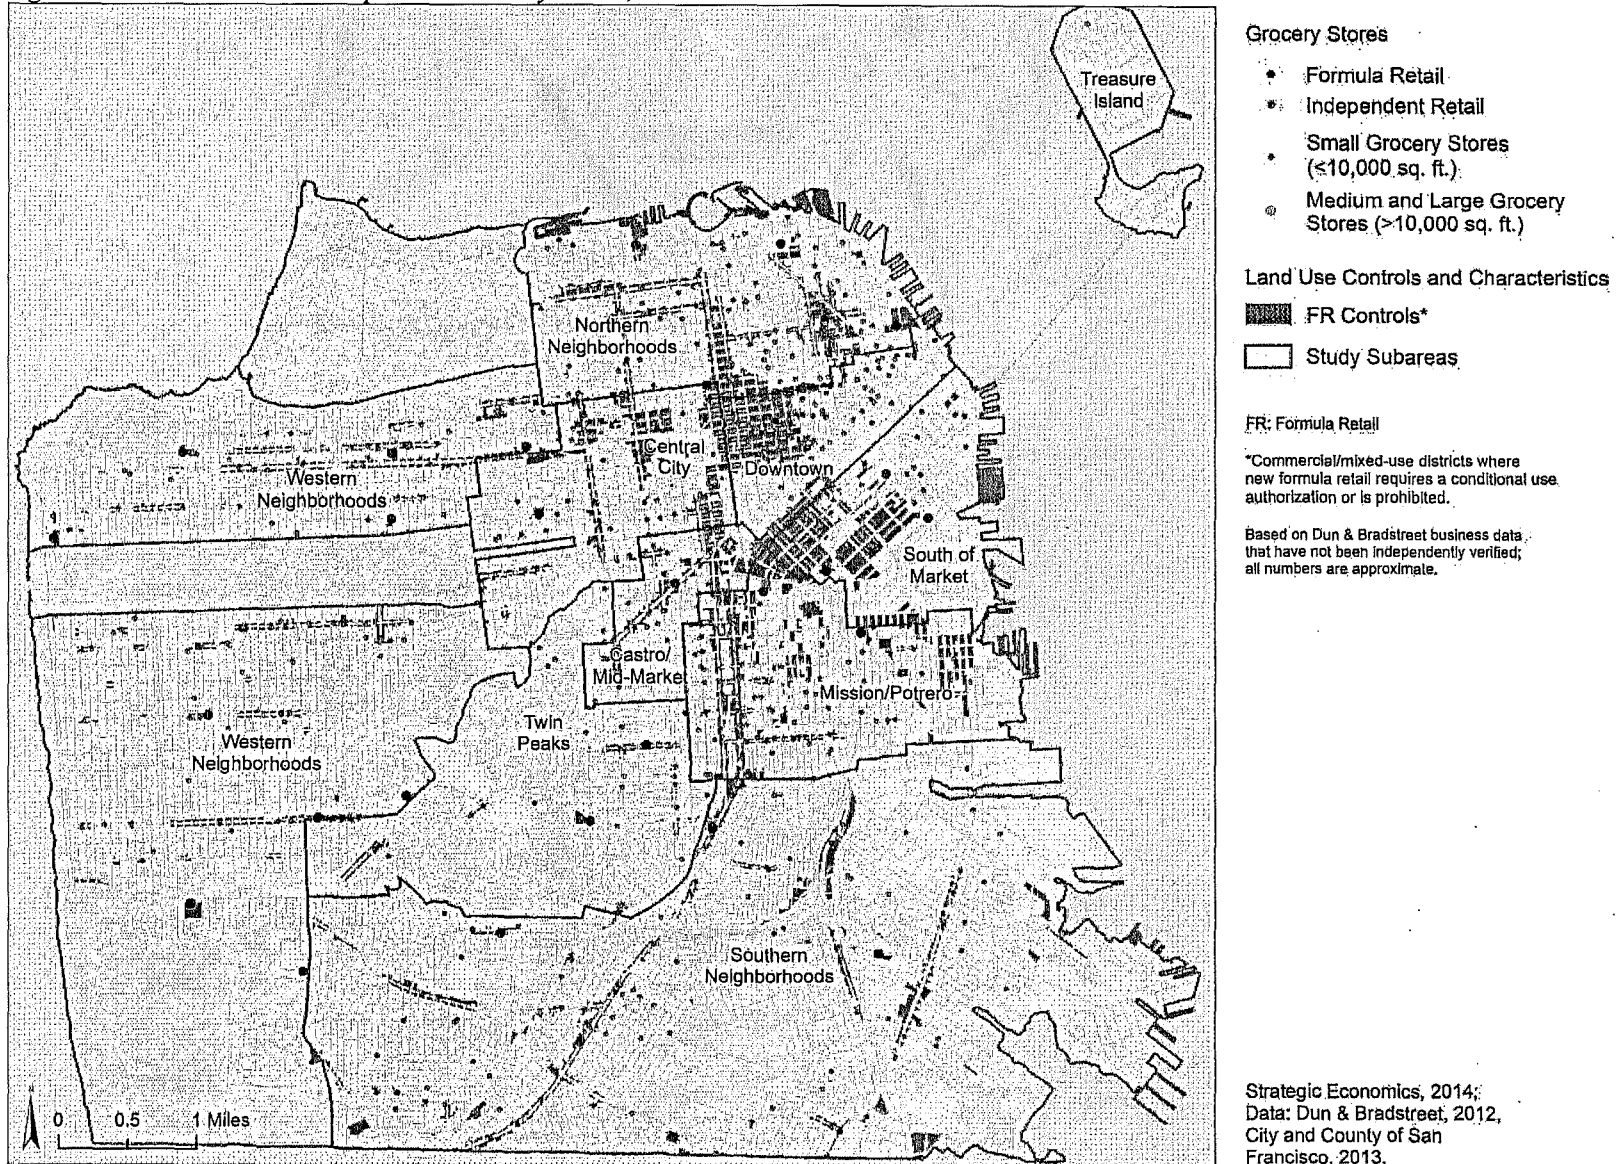 Treasure
Island
Northern
Neighborhoods
Central
City
Downtown
Western
Neighborhoods
South of
Market
Castro/
Mid-Market
Mission/Potrero
Twin
Peaks
Western
Neighborhoods
Southern
Neighborhoods
0 0.5 1 Miles
Grocery Stores
Formula Retail
Independent Retail
Small Grocery Stores
(≤10,000 sq. ft.)
Medium and Large Grocery
Stores (>10,000 sq. ft.)
Land Use Controls and Characteristics
FR Controls*
Study Subareas
FR: Formula Retail
*Commercial/mixed-use districts where
new formula retail requires a conditional use
authorization or is prohibited.
Based on Dun & Bradstreet business data
that have not been independently verified;
all numbers are approximate.
Strategic Economics, 2014;
Data: Dun & Bradstreet, 2012,
City and County of San
Francisco, 2013.